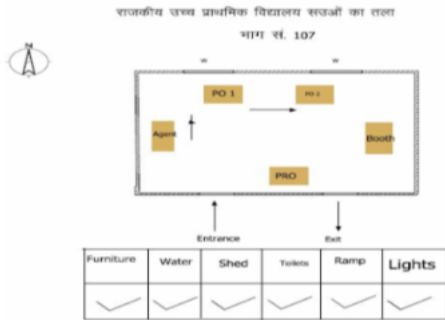 राजकीय उच्च प्राथमिक विद्यालय सउओं का तला
भाग सं. 107
N
W W
PO 1 PO 2
Agent Booth
PRO
Entrance Exit
Furniture Water Shed Toilets Ramp Lights